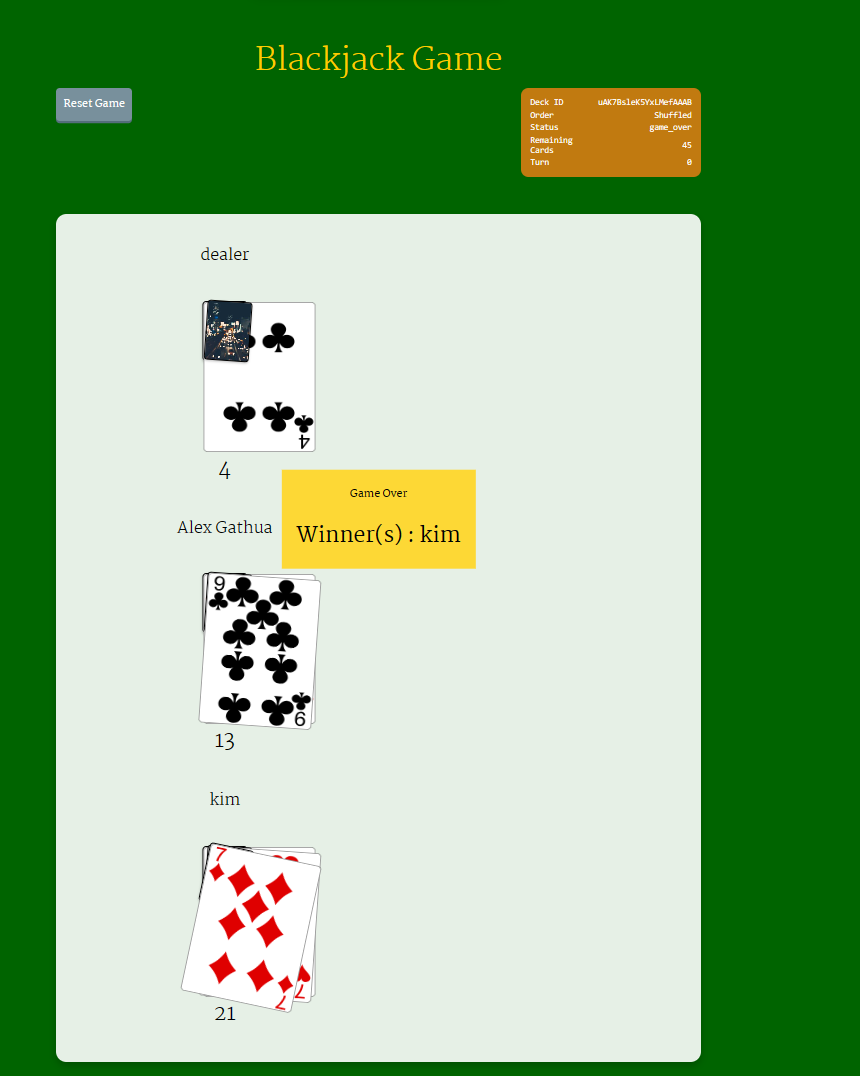 Blackjack Game
Reset Game
Deck ID uAK7BsleK5YxLMefAAAB
Order Shuffled
Status game_over
Remaining Cards 45
Turn 0
dealer
4
4
Game Over
Winner(s) : kim
Alex Gathua
9
9
13
kim
7
7
7
21